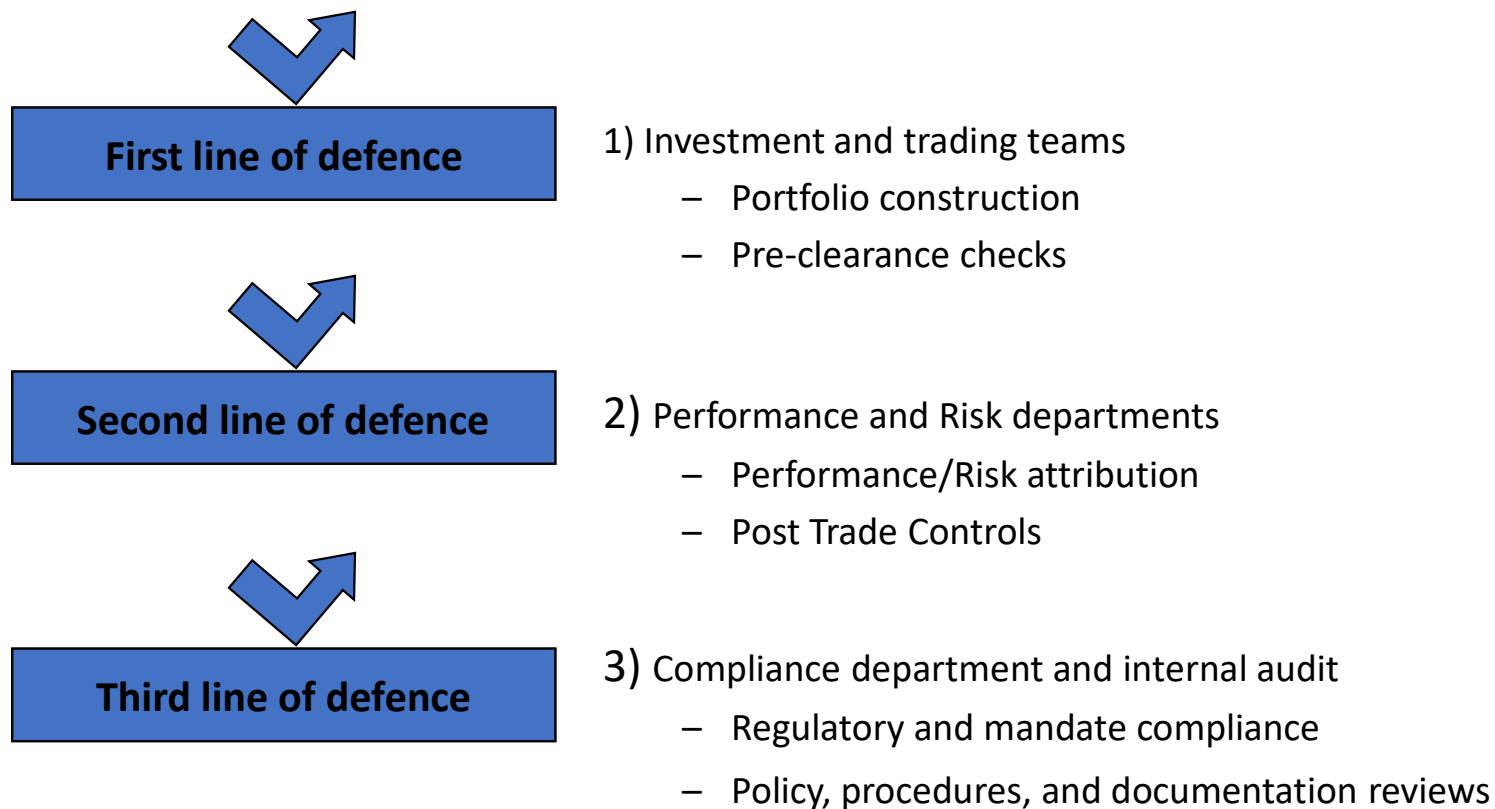 First line of defence
1) Investment and trading teams
– Portfolio construction
– Pre-clearance checks
Second line of defence
2) Performance and Risk departments
– Performance/Risk attribution
– Post Trade Controls
Third line of defence
3) Compliance department and internal audit
– Regulatory and mandate compliance
– Policy, procedures, and documentation reviews